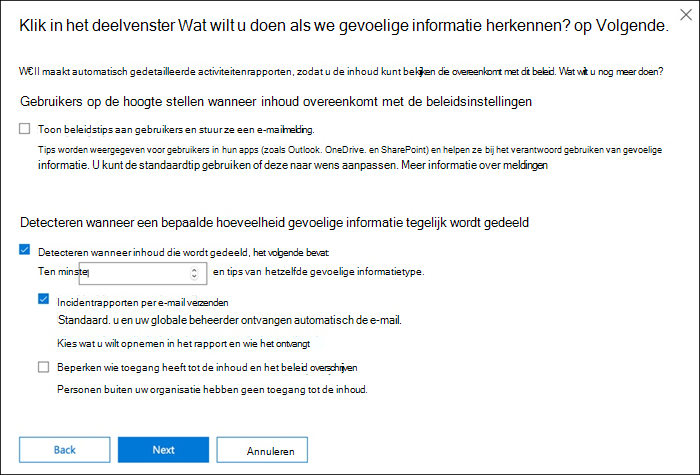 Klik in het deelvenster Wat wilt u doen als we gevoelige informatie herkennen? op Volgende.
W€II maakt automatisch gedetailleerde activiteitenrapporten, zodat u de inhoud kunt bekijken die overeenkomt met dit beleid. Wat wilt u nog meer doen?
Gebruikers op de hoogte stellen wanneer inhoud overeenkomt met de beleidsinstellingen
Toon beleidstips aan gebruikers en stuur ze een e-mailmelding.
Tips worden weergegeven voor gebruikers in hun apps (zoals Outlook. OneDrive. en SharePoint) en helpen ze bij het verantwoord gebruiken van gevoelige
informatie. U kunt de standaardtip gebruiken of deze naar wens aanpassen. Meer informatie over meldingen
Detecteren wanneer een bepaalde hoeveelheid gevoelige informatie tegelijk wordt gedeeld
Detecteren wanneer inhoud die wordt gedeeld, het volgende bevat:
Ten minste en tips van hetzelfde gevoelige informatietype.
Incidentrapporten per e-mail verzenden
Standaard. u en uw globale beheerder ontvangen automatisch de e-mail.
Kies wat u wilt opnemen in het rapport en wie het ontvangt
Beperken wie toegang heeft tot de inhoud en het beleid overschrijven
Personen buiten uw organisatie hebben geen toegang tot de inhoud.
Back Next Annuleren